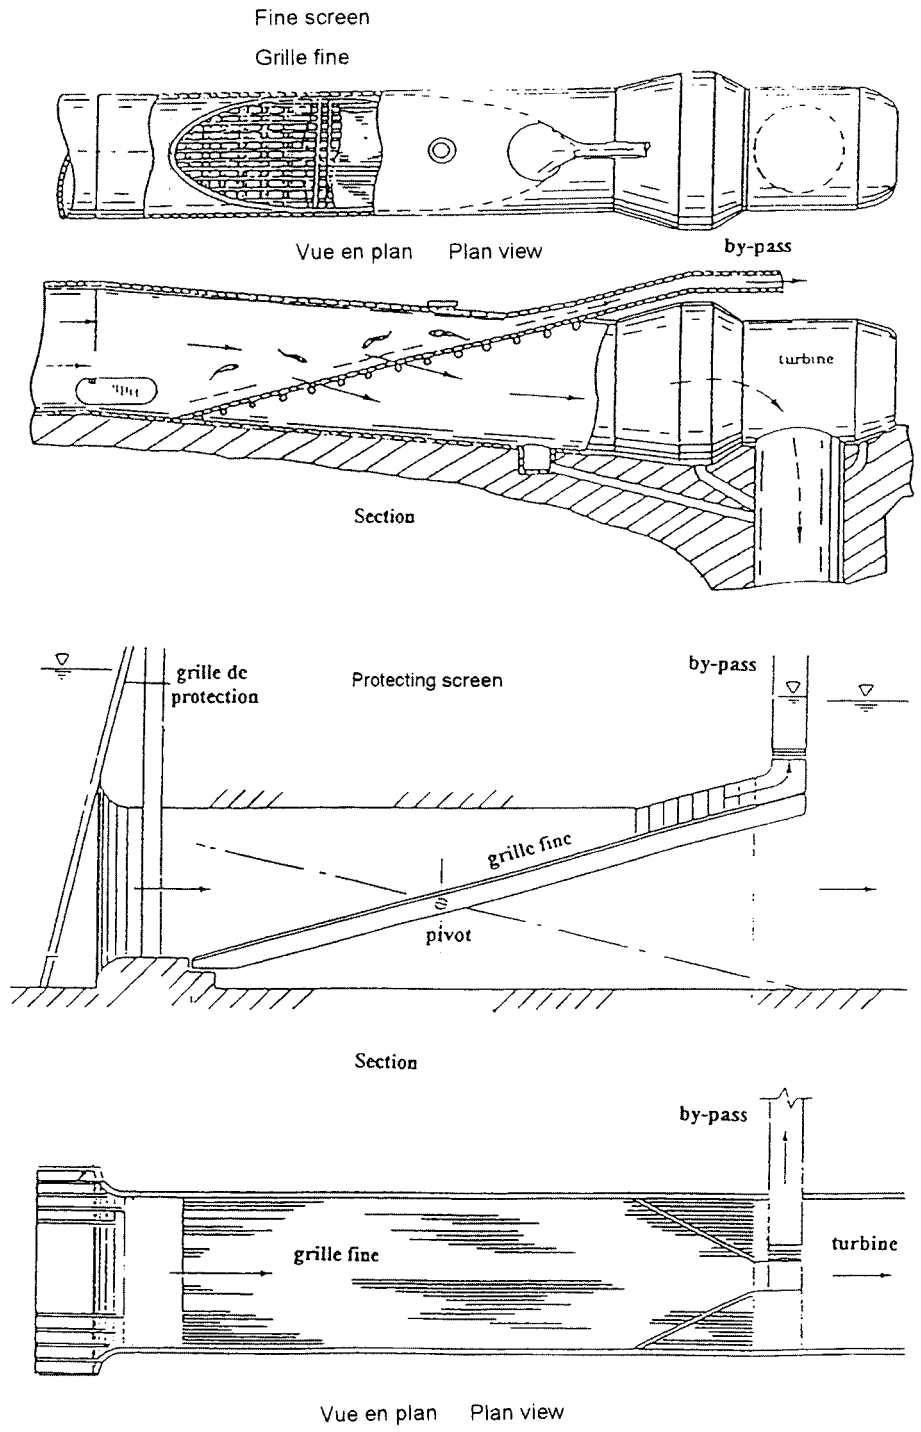 Fine screen
Grille fine
Vue en plan Plan view
by-pass
turbine
Section
grille de
protection
Protecting screen
by-pass
grille fine
pivot
Section
by-pass
grille fine
turbine
Vue en plan Plan view